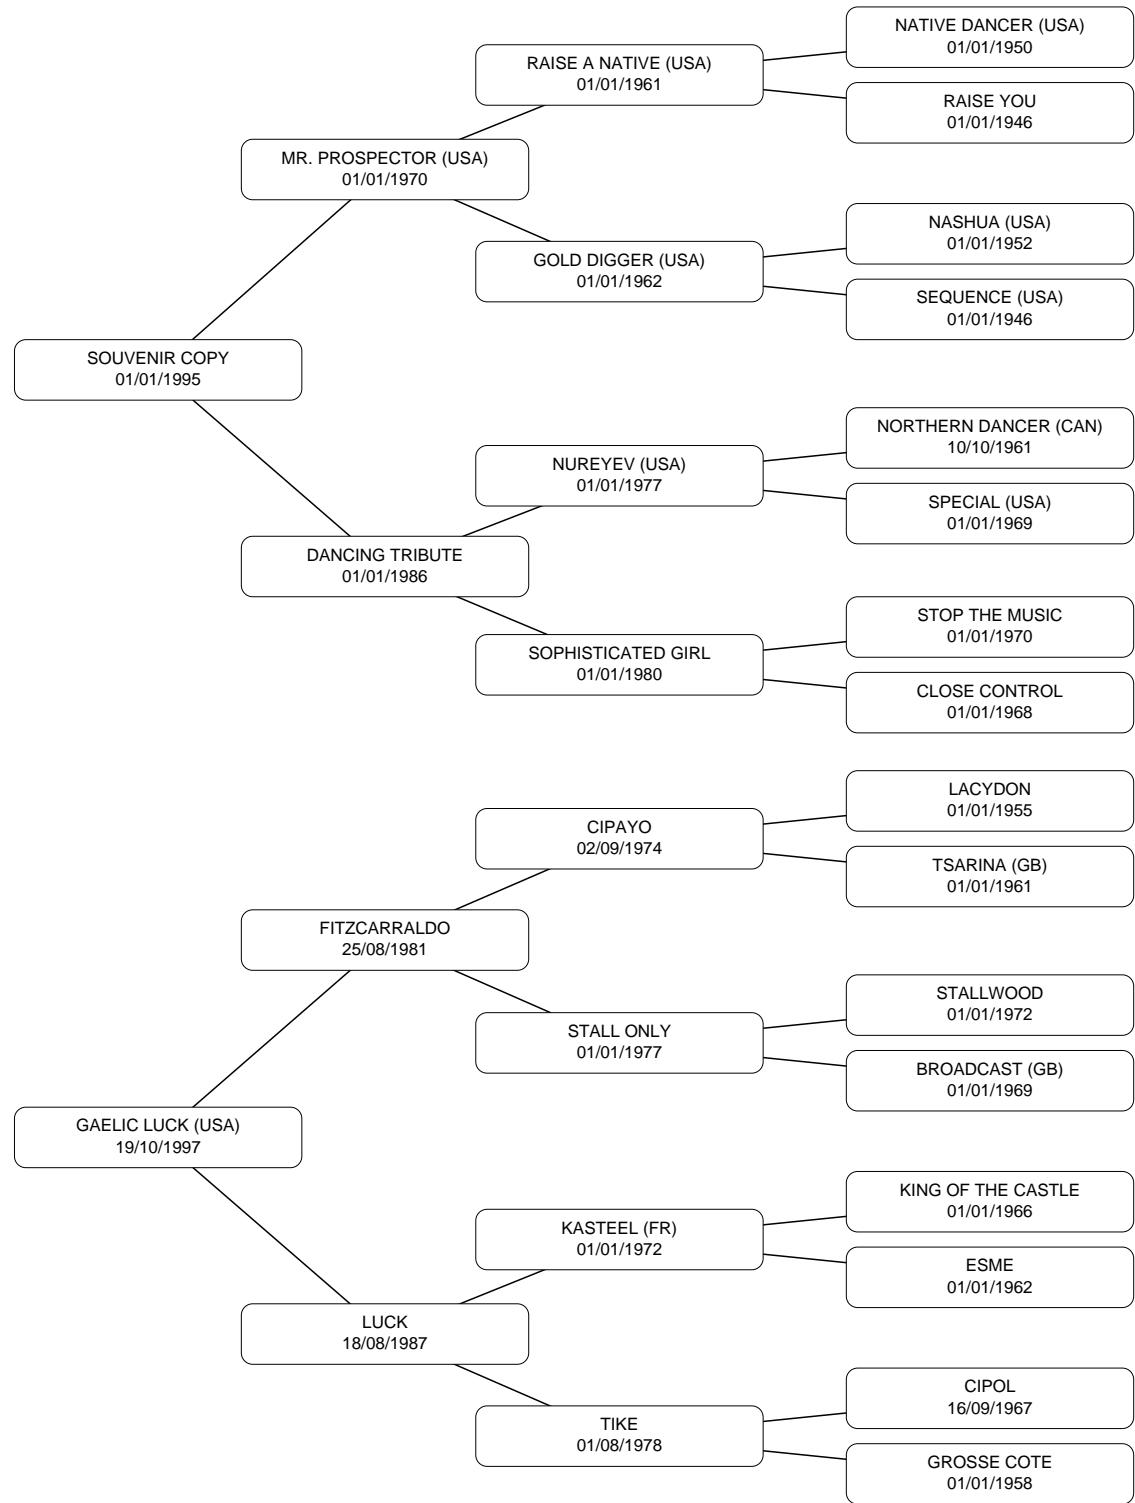 NATIVE DANCER (USA)
01/01/1950
RAISE A NATIVE (USA)
01/01/1961
RAISE YOU
01/01/1946
MR. PROSPECTOR (USA)
01/01/1970
NASHUA (USA)
01/01/1952
GOLD DIGGER (USA)
01/01/1962
SEQUENCE (USA)
01/01/1946
SOUVENIR COPY
01/01/1995
NORTHERN DANCER (CAN)
10/10/1961
NUREYEV (USA)
01/01/1977
SPECIAL (USA)
01/01/1969
DANCING TRIBUTE
01/01/1986
STOP THE MUSIC
01/01/1970
SOPHISTICATED GIRL
01/01/1980
CLOSE CONTROL
01/01/1968
LACYDON
01/01/1955
CIPAYO
02/09/1974
TSARINA (GB)
01/01/1961
FITZCARRALDO
25/08/1981
STALLWOOD
01/01/1972
STALL ONLY
01/01/1977
BROADCAST (GB)
01/01/1969
GAELIC LUCK (USA)
19/10/1997
KING OF THE CASTLE
01/01/1966
KASTEEL (FR)
01/01/1972
ESME
01/01/1962
LUCK
18/08/1987
CIPOL
16/09/1967
TIKE
01/08/1978
GROSSE COTE
01/01/1958